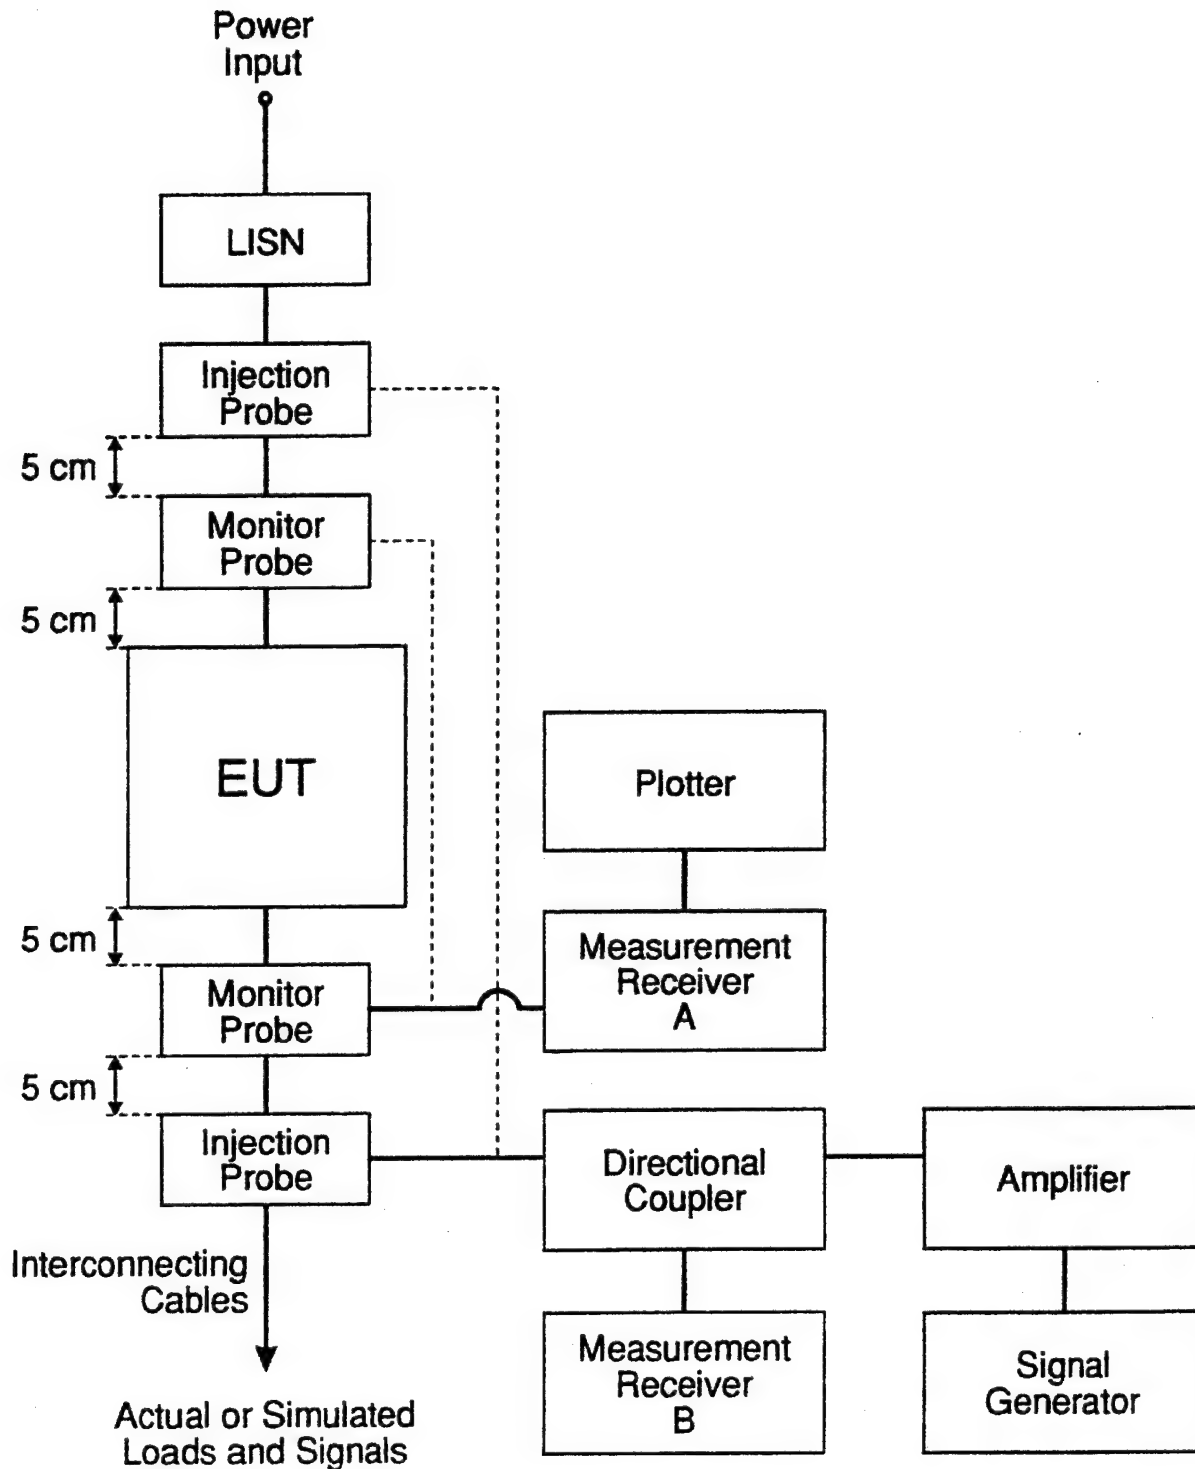 Power
Input
LISN
Injection
Probe
5 cm
Monitor
Probe
5 cm
EUT
Plotter
5 cm
Measurement
Receiver
A
Monitor
Probe
5 cm
Injection
Probe
Directional
Coupler
Amplifier
Interconnecting
Cables
Measurement
Receiver
B
Signal
Generator
Actual or Simulated
Loads and Signals